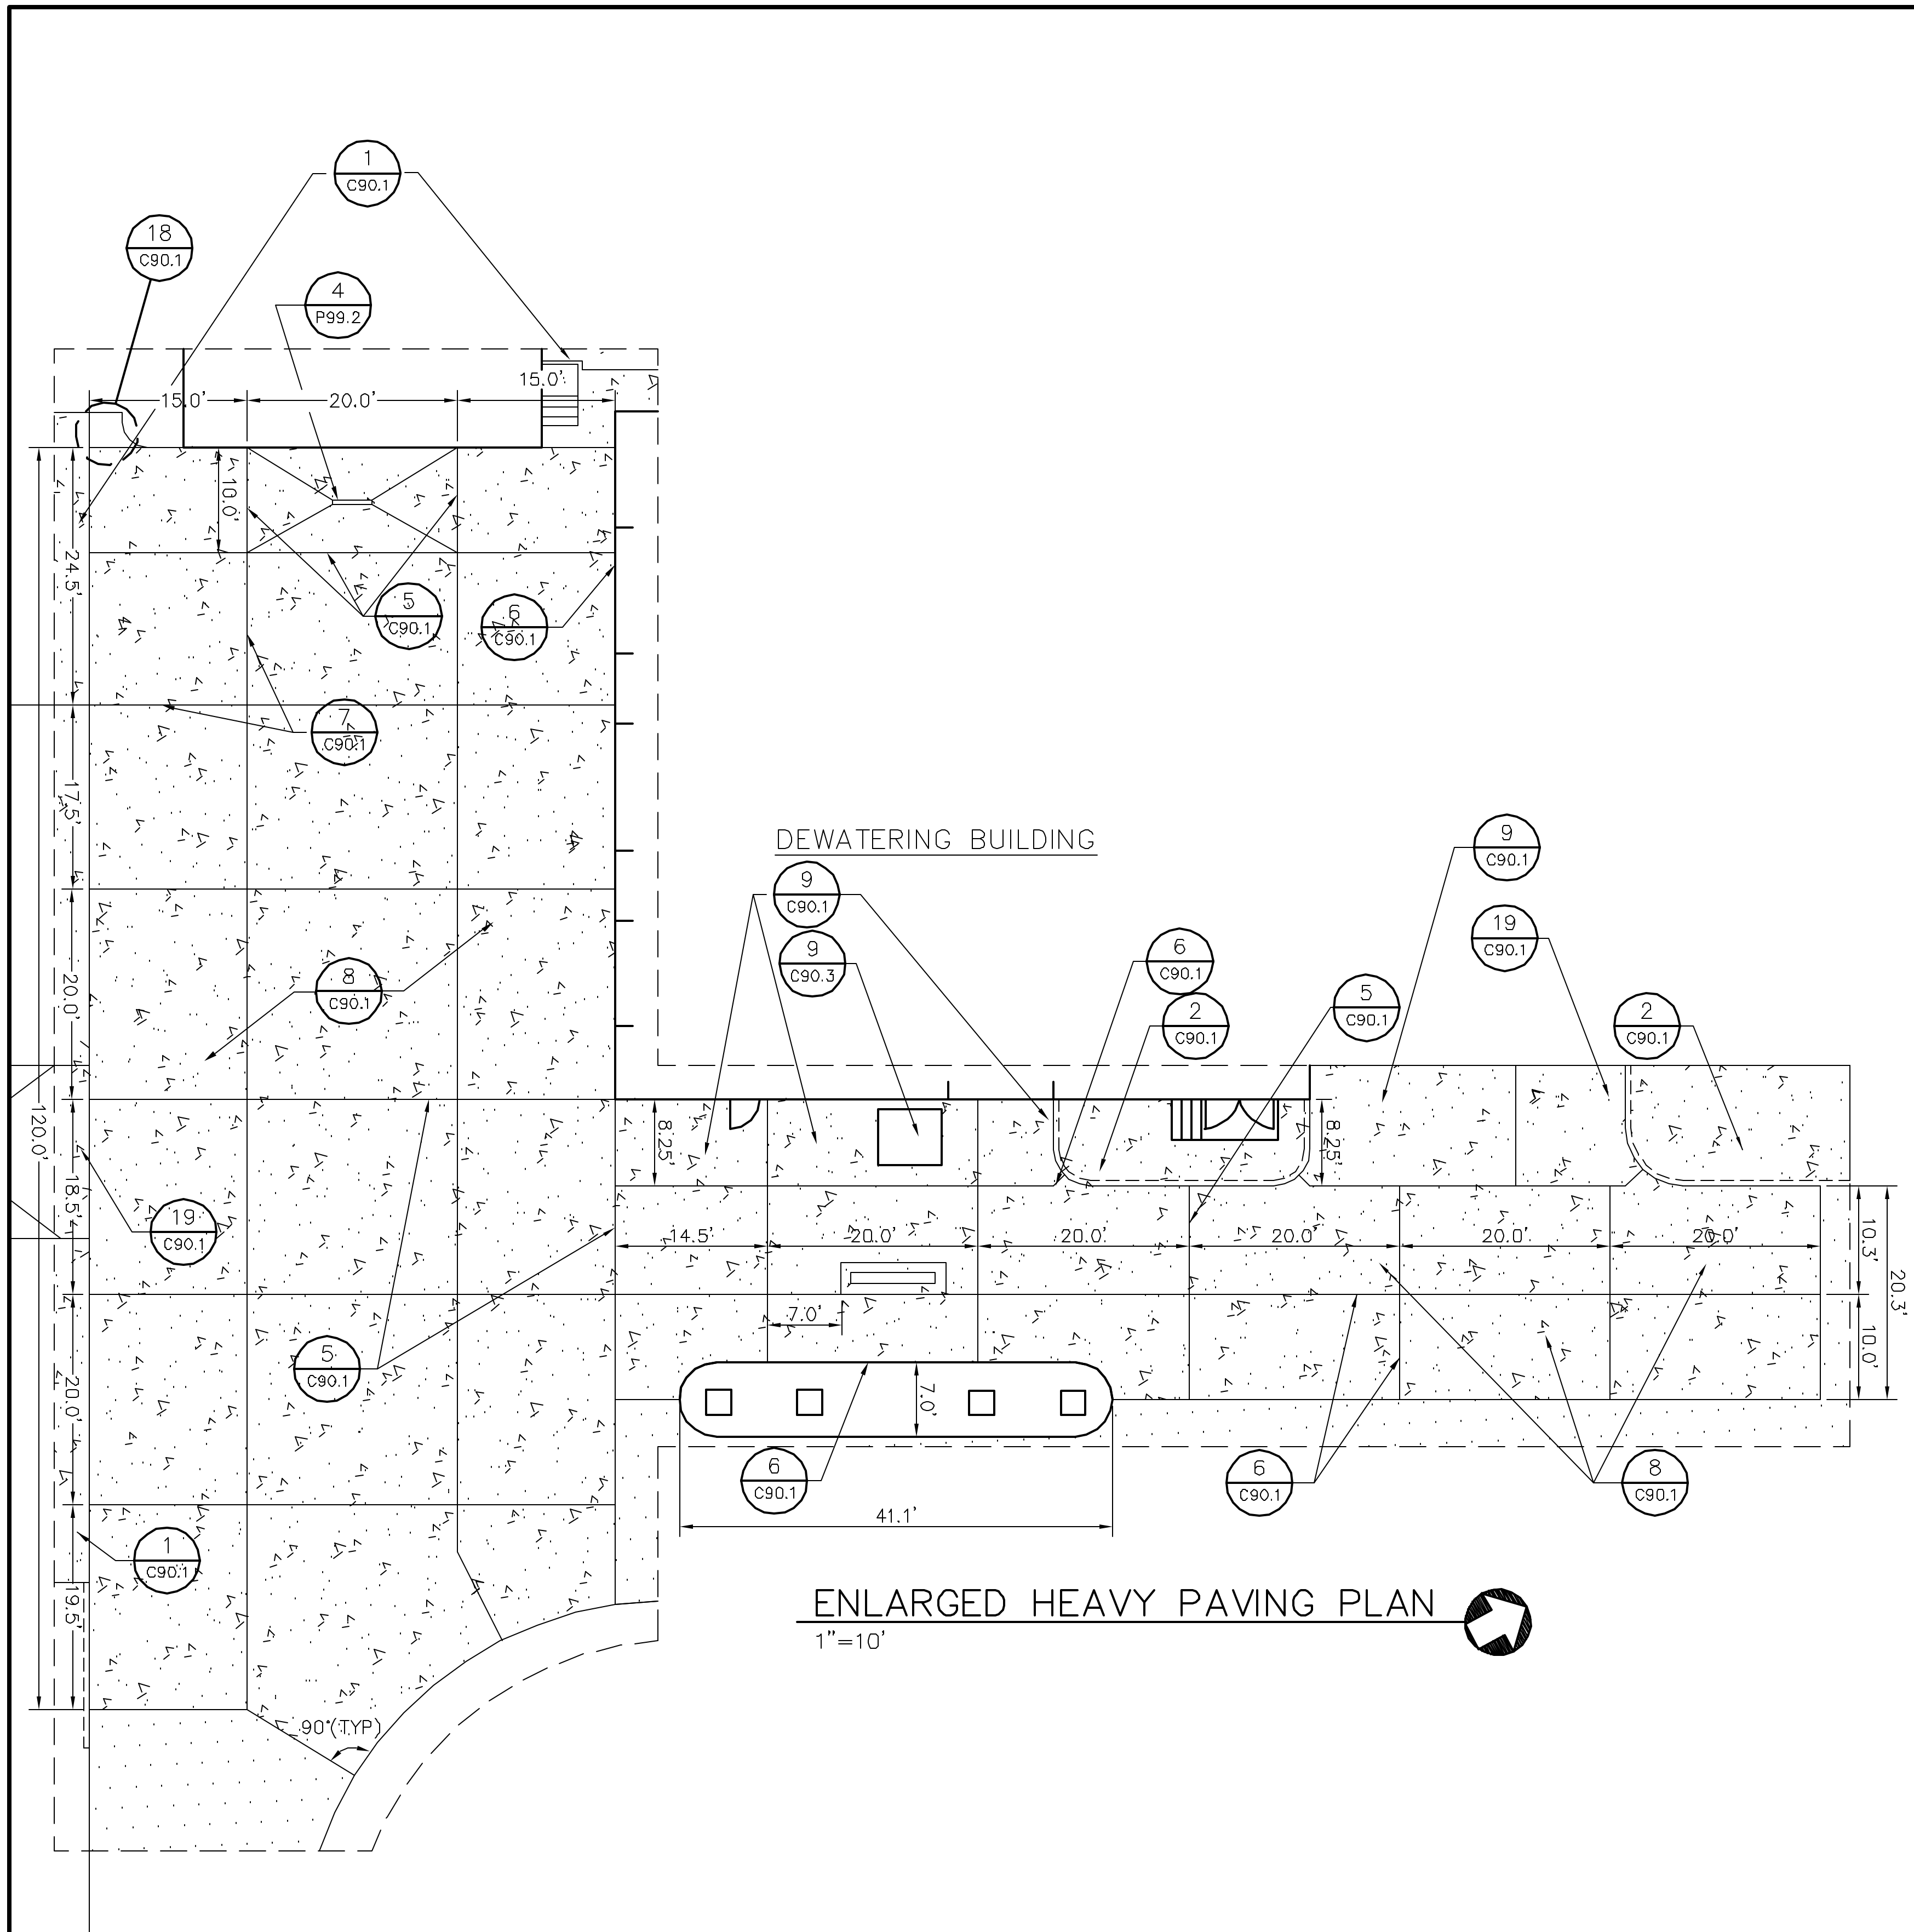 1
C90.1
18
C90.1
4
P99.2
15.0'
20.0'
15.0'
10.0'
24.5'
5
C90.1
6
C90.1
7
C90.1
17.5'
DEWATERING BUILDING
9
C90.1
9
C90.1
9
C90.3
19
C90.1
6
C90.1
2
C90.1
5
C90.1
2
C90.1
8
C90.1
20.0'
120.0'
8.25'
8.25'
18.5'
19
C90.1
14.5'
20.0'
20.0'
20.0'
20.0'
20.0'
10.3'
20.3'
10.0'
7.0'
5
C90.1
20.0'
7.0'
6
C90.1
6
C90.1
8
C90.1
41.1'
1
C90.1
19.5'
ENLARGED HEAVY PAVING PLAN
1"=10'
90°(TYP)